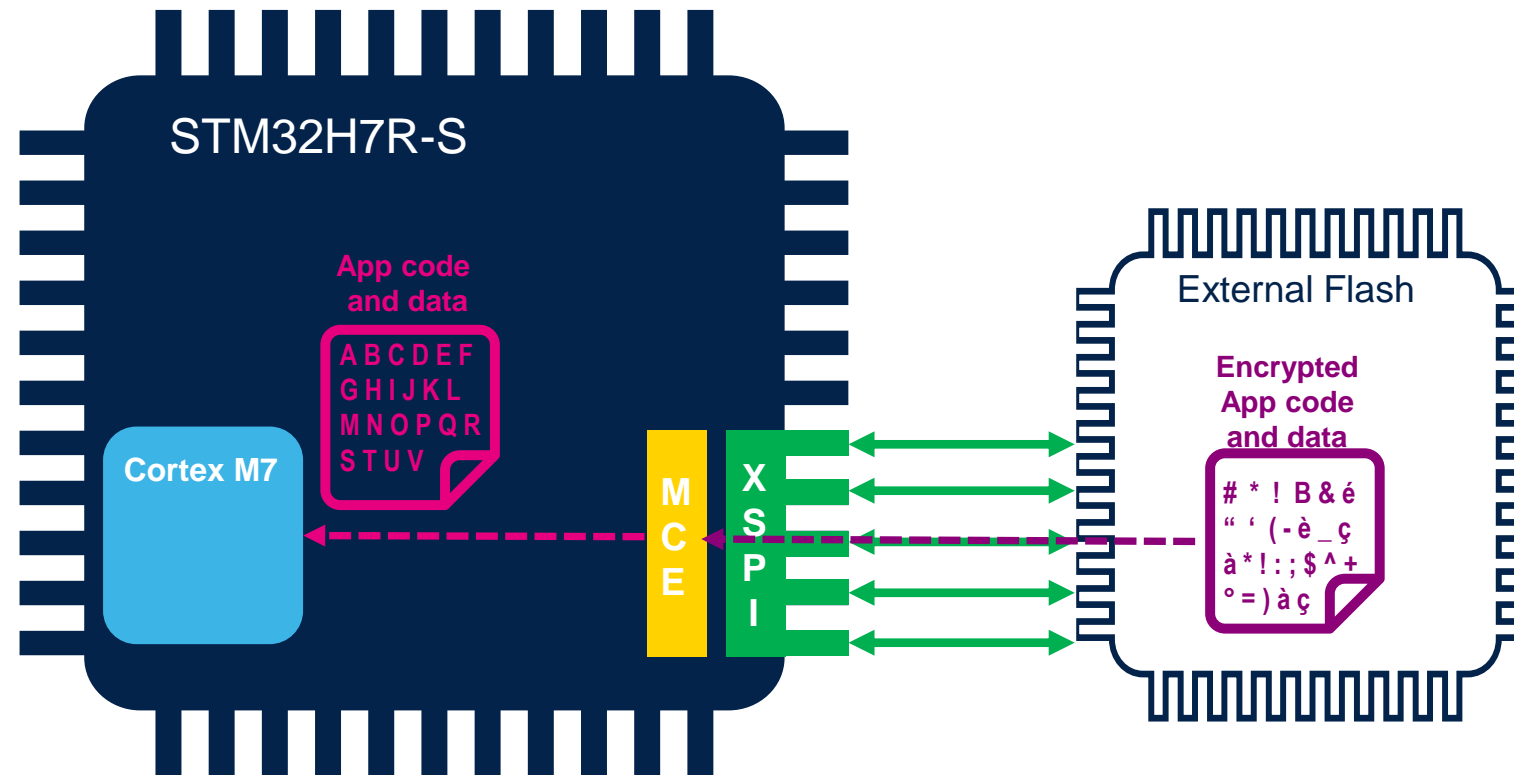 STM32H7R-S
App code
and data
A B C D E F
G H I J K L
M N O P Q R
S T U V
Cortex M7
M
C
E
X
S
P
I
External Flash
Encrypted
App code
and data
# * ! B & é
“ ‘ ( - è _ ç
à * ! : ; $ ^ +
° = ) à ç